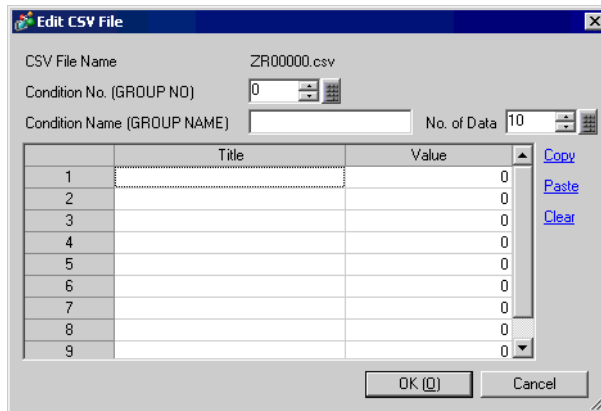 Edit CSV File
CSV File Name ZR00000.csv
Condition No. (GROUP NO) 0
Condition Name (GROUP NAME) No. of Data 10
Title Value
1 0
2 0
3 0
4 0
5 0
6 0
7 0
8 0
9 0
Copy
Paste
Clear
OK (O) Cancel